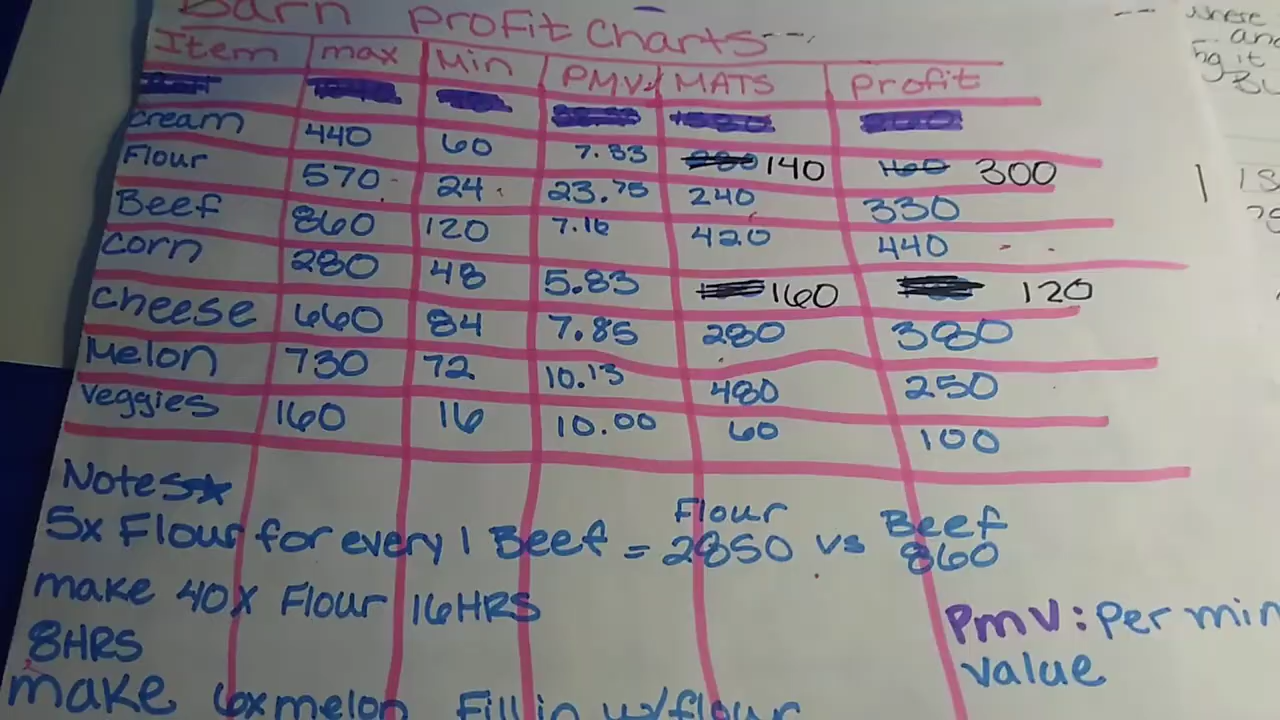 Barn Profit Charts
Item max Min PMV MATS Profit
cream 440 60 7.33 140 300
Flour 570 24 23.75 240 330
Beef 860 120 7.16 420 440
corn 280 48 5.83 160 120
cheese 660 84 7.85 280 380
Melon 730 72 10.13 480 250
veggies 160 16 10.00 60 100
Notes
5x Flour for every 1 Beef = Flour 2850 vs Beef 860
make 40x Flour 16HRS
8HRS
make 6x melon Fill in w/flour
Pmv: per min
value
where
and
it